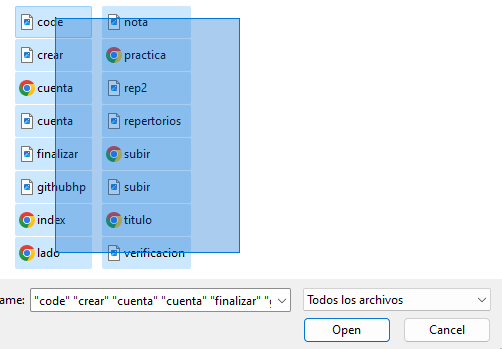 code
crear
cuenta
cuenta
finalizar
githubhp
index
lado
nota
practica
rep2
repertorios
subir
subir
titulo
verificacion
ame: "code" "crear" "cuenta" "cuenta" "finalizar" "g
Todos los archivos
Open
Cancel